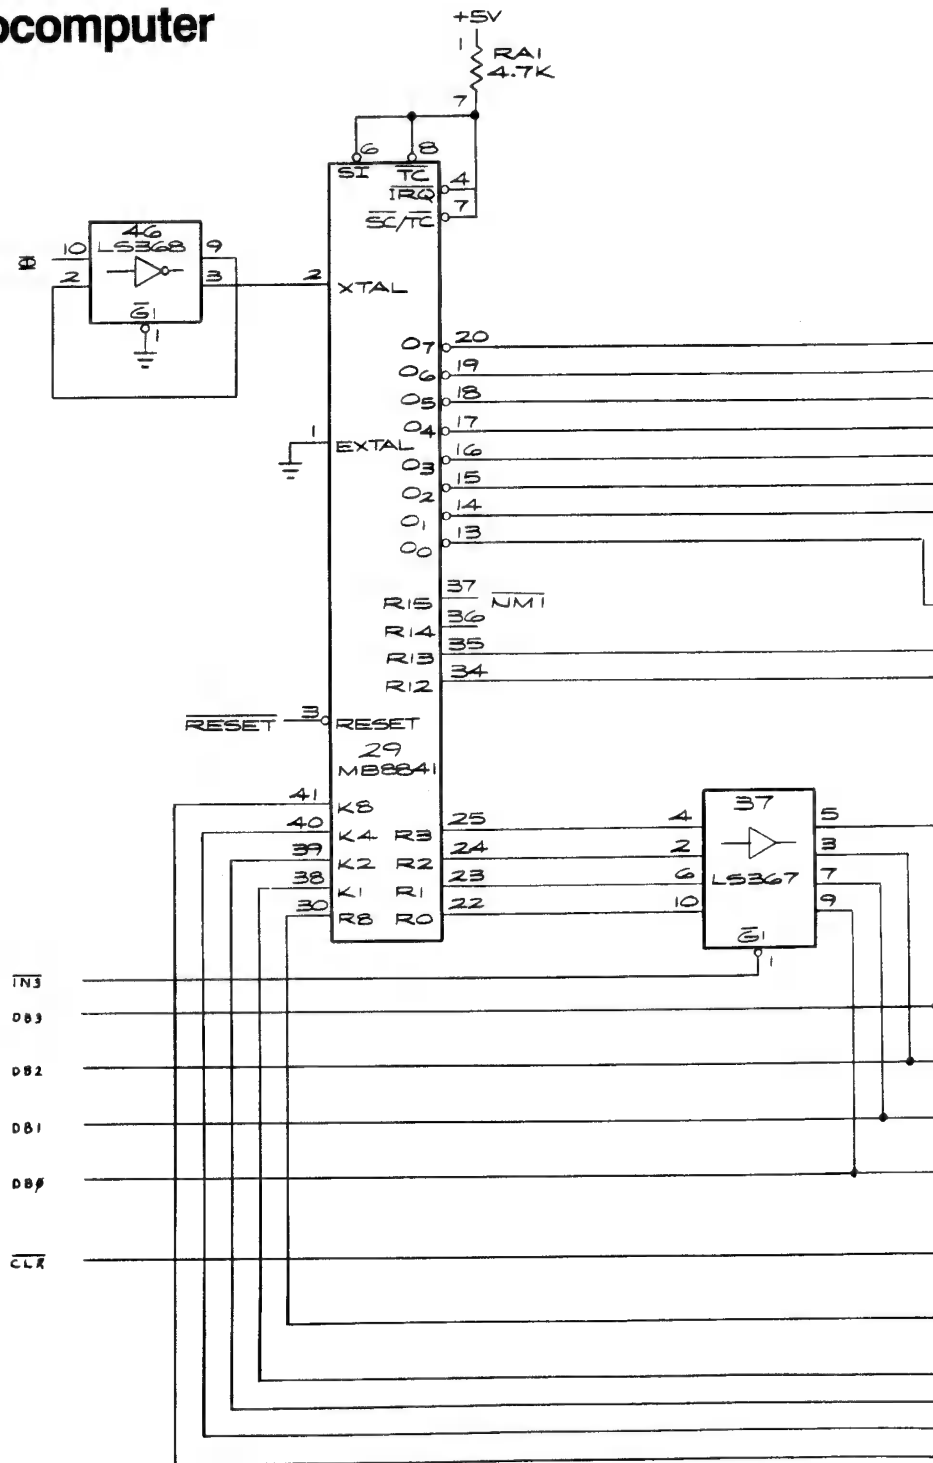 ocomputer
+5V
1
RA1
4.7K
7
6
8
SI
TC
IRQ
4
SC/TC
7
46
LS368
Φ
10
9
2
3
G1
1
2
XTAL
O7
20
O6
19
O5
18
O4
17
1
EXTAL
O3
16
O2
15
O1
14
O0
13
R15
37
NMI
R14
36
R13
35
R12
34
RESET
3
RESET
29
MB8841
41
K8
40
K4
R3
25
39
K2
R2
24
38
K1
R1
23
30
R8
R0
22
37
4
5
2
3
LS367
6
7
10
9
G1
1
IN3
DB3
DB2
DB1
DBØ
CLR